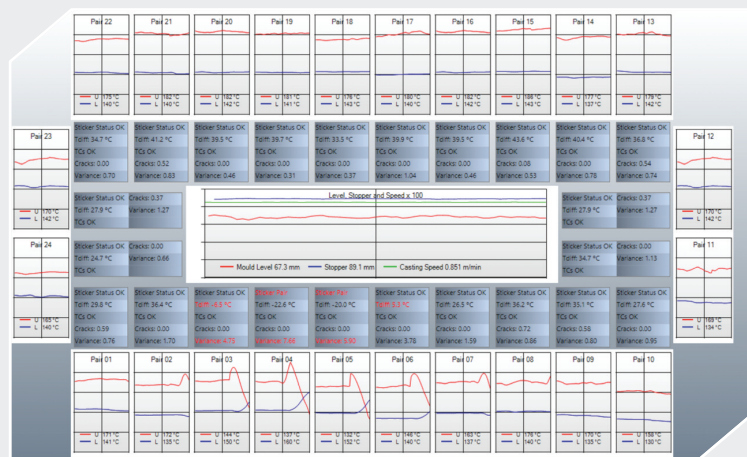 Pair 22
Pair 21
Pair 20
Pair 19
Pair 18
Pair 17
Pair 16
Pair 15
Pair 14
Pair 13
U 175 °C
L 140 °C
U 182 °C
L 142 °C
U 182 °C
L 142 °C
U 181 °C
L 141 °C
U 176 °C
L 143 °C
U 180 °C
L 140 °C
U 182 °C
L 142 °C
U 186 °C
L 143 °C
U 177 °C
L 137 °C
U 179 °C
L 142 °C
Pair 23
U 170 °C
L 142 °C
Sticker Status OK
Tdiff: 34.7 °C
TCs OK
Cracks: 0.00
Variance: 0.70
Sticker Status OK
Tdiff: 41.2 °C
TCs OK
Cracks: 0.52
Variance: 0.83
Sticker Status OK
Tdiff: 39.5 °C
TCs OK
Cracks: 0.00
Variance: 0.46
Sticker Status OK
Tdiff: 39.7 °C
TCs OK
Cracks: 0.00
Variance: 0.31
Sticker Status OK
Tdiff: 33.5 °C
TCs OK
Cracks: 0.00
Variance: 0.37
Sticker Status OK
Tdiff: 39.9 °C
TCs OK
Cracks: 0.00
Variance: 1.04
Sticker Status OK
Tdiff: 39.5 °C
TCs OK
Cracks: 0.00
Variance: 0.46
Sticker Status OK
Tdiff: 43.6 °C
TCs OK
Cracks: 0.08
Variance: 0.53
Sticker Status OK
Tdiff: 40.4 °C
TCs OK
Cracks: 0.00
Variance: 0.78
Sticker Status OK
Tdiff: 36.8 °C
TCs OK
Cracks: 0.54
Variance: 0.74
Pair 12
U 170 °C
L 142 °C
Sticker Status OK Cracks: 0.37
Tdiff: 27.9 °C Variance: 1.27
TCs OK
Level, Stopper and Speed x 100
Mould Level 67.3 mm Stopper 89.1 mm Casting Speed 0.851 m/min
Sticker Status OK Cracks: 0.37
Tdiff: 27.9 °C Variance: 1.27
TCs OK
Pair 24
U 165 °C
L 140 °C
Sticker Status OK Cracks: 0.00
Tdiff: 24.7 °C Variance: 0.66
TCs OK
Sticker Status OK Cracks: 0.00
Tdiff: 34.7 °C Variance: 1.13
TCs OK
Pair 11
U 169 °C
L 134 °C
Sticker Status OK
Tdiff: 29.8 °C
TCs OK
Cracks: 0.59
Variance: 0.76
Sticker Status OK
Tdiff: 36.4 °C
TCs OK
Cracks: 0.00
Variance: 1.70
Sticker Status OK
TCs OK
Cracks: 0.00
Variance: 4.75
Tdiff: -22.6 °C
TCs OK
Cracks: 0.00
Tdiff: -20.0 °C
TCs OK
Cracks: 0.00
Sticker Status OK
TCs OK
Cracks: 0.00
Variance: 3.78
Sticker Status OK
Tdiff: 26.5 °C
TCs OK
Cracks: 0.00
Variance: 1.59
Sticker Status OK
Tdiff: 36.2 °C
TCs OK
Cracks: 0.72
Variance: 0.86
Sticker Status OK
Tdiff: 35.1 °C
TCs OK
Cracks: 0.58
Variance: 0.80
Sticker Status OK
Tdiff: 27.6 °C
TCs OK
Cracks: 0.00
Variance: 0.95
Pair 01
Pair 02
Pair 03
Pair 04
Pair 05
Pair 06
Pair 07
Pair 08
Pair 09
Pair 10
U 171 °C
L 141 °C
U 172 °C
L 135 °C
U 144 °C
L 150 °C
U 137 °C
L 160 °C
U 132 °C
L 152 °C
U 146 °C
L 140 °C
U 163 °C
L 137 °C
U 176 °C
L 140 °C
U 170 °C
L 135 °C
U 158 °C
L 130 °C